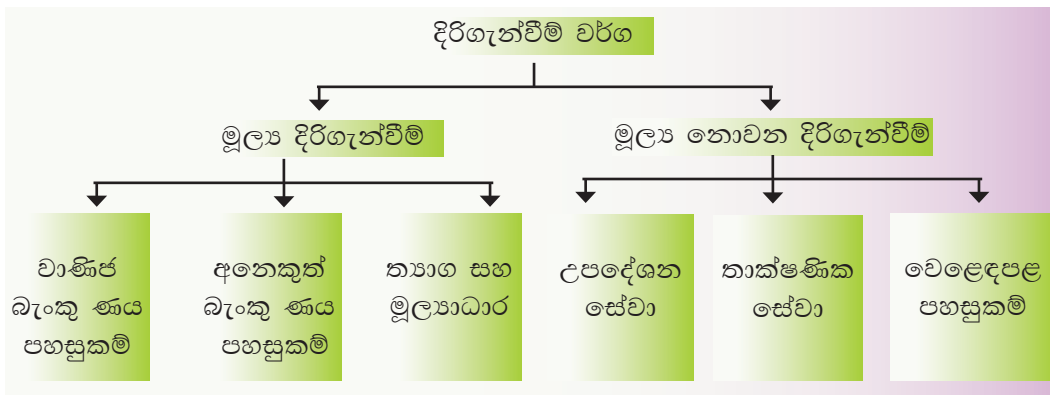 දිරිගැන්වීම් වර්ග
මූල්‍ය දිරිගැන්වීම්
මූල්‍ය නොවන දිරිගැන්වීම්
වාණිජ
බැංකු ණය
පහසුකම්
අනෙකුත්
බැංකු ණය
පහසුකම්
ත්‍යාග සහ
මූල්‍යාධාර
උපදේශන
සේවා
තාක්ෂණික
සේවා
වෙළෙඳපළ
පහසුකම්